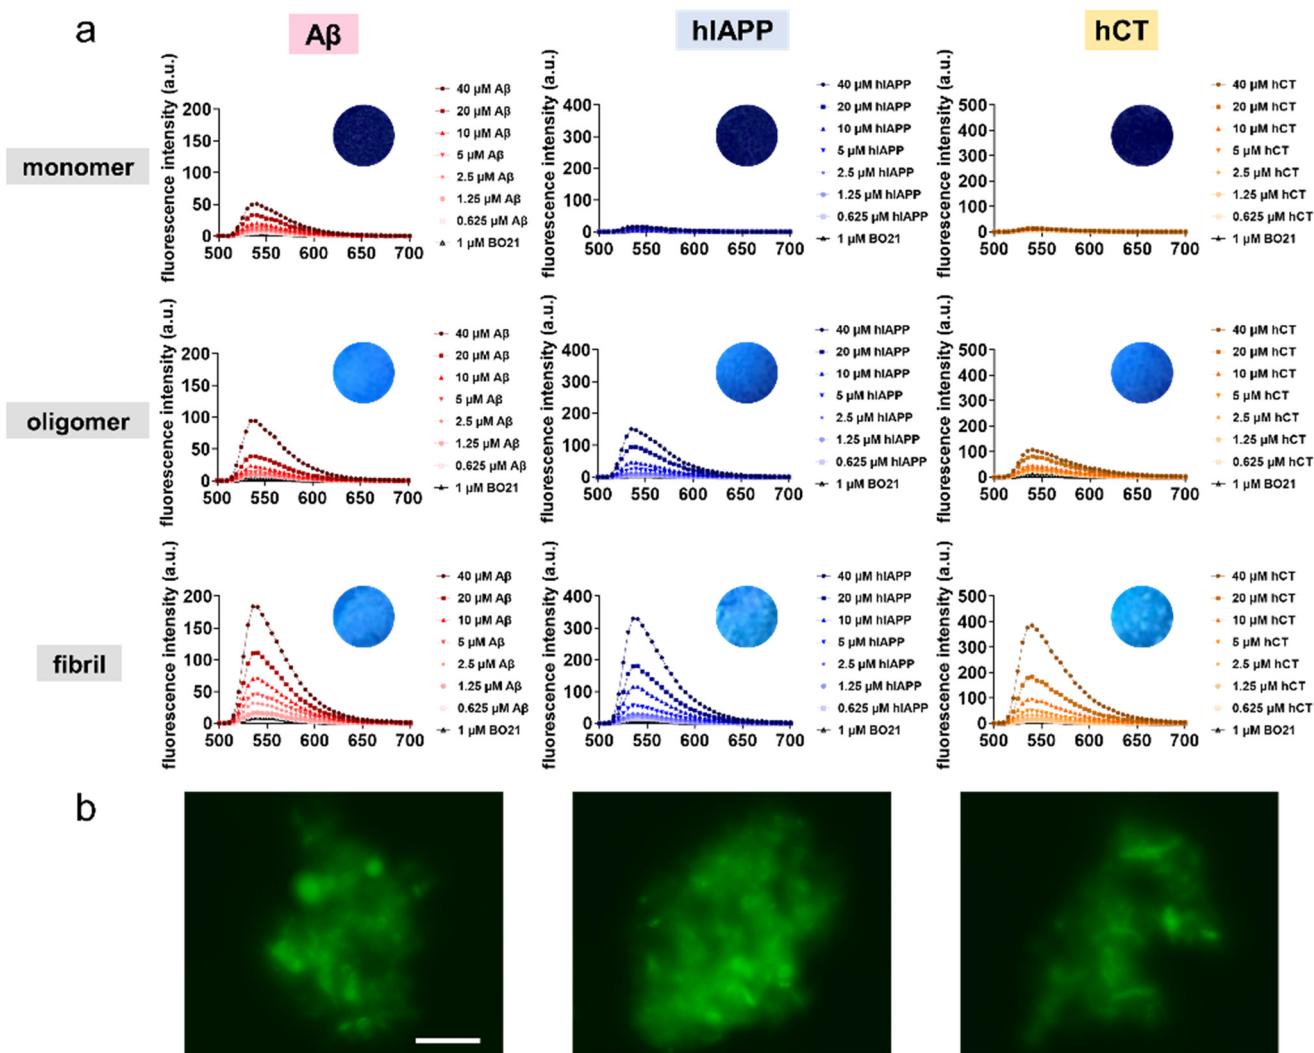 a
Aβ
hIAPP
hCT
monomer
fluorescence intensity (a.u.)
200
150
100
50
0
500 550 600 650 700
40 μM Aβ
20 μM Aβ
10 μM Aβ
5 μM Aβ
2.5 μM Aβ
1.25 μM Aβ
0.625 μM Aβ
1 μM BO21
fluorescence intensity (a.u.)
400
300
200
100
0
500 550 600 650 700
40 μM hIAPP
20 μM hIAPP
10 μM hIAPP
5 μM hIAPP
2.5 μM hIAPP
1.25 μM hIAPP
0.625 μM hIAPP
1 μM BO21
fluorescence intensity (a.u.)
500
400
300
200
100
0
500 550 600 650 700
40 μM hCT
20 μM hCT
10 μM hCT
5 μM hCT
2.5 μM hCT
1.25 μM hCT
0.625 μM hCT
1 μM BO21
oligomer
fluorescence intensity (a.u.)
200
150
100
50
0
500 550 600 650 700
40 μM Aβ
20 μM Aβ
10 μM Aβ
5 μM Aβ
2.5 μM Aβ
1.25 μM Aβ
0.625 μM Aβ
1 μM BO21
fluorescence intensity (a.u.)
400
300
200
100
0
500 550 600 650 700
40 μM hIAPP
20 μM hIAPP
10 μM hIAPP
5 μM hIAPP
2.5 μM hIAPP
1.25 μM hIAPP
0.625 μM hIAPP
1 μM BO21
fluorescence intensity (a.u.)
500
400
300
200
100
0
500 550 600 650 700
40 μM hCT
20 μM hCT
10 μM hCT
5 μM hCT
2.5 μM hCT
1.25 μM hCT
0.625 μM hCT
1 μM BO21
fibril
fluorescence intensity (a.u.)
200
150
100
50
0
500 550 600 650 700
40 μM Aβ
20 μM Aβ
10 μM Aβ
5 μM Aβ
2.5 μM Aβ
1.25 μM Aβ
0.625 μM Aβ
1 μM BO21
fluorescence intensity (a.u.)
400
300
200
100
0
500 550 600 650 700
40 μM hIAPP
20 μM hIAPP
10 μM hIAPP
5 μM hIAPP
2.5 μM hIAPP
1.25 μM hIAPP
0.625 μM hIAPP
1 μM BO21
fluorescence intensity (a.u.)
500
400
300
200
100
0
500 550 600 650 700
40 μM hCT
20 μM hCT
10 μM hCT
5 μM hCT
2.5 μM hCT
1.25 μM hCT
0.625 μM hCT
1 μM BO21
b